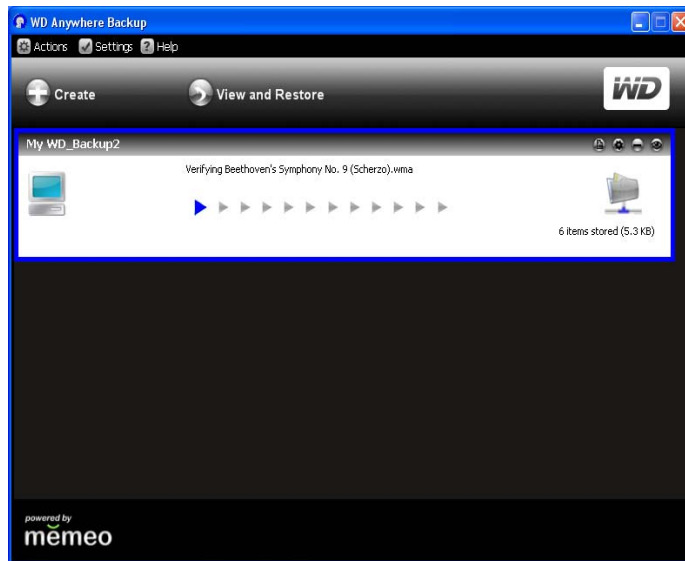 WD Anywhere Backup
Actions Settings Help
Create View and Restore WD
My WD_Backup2
Verifying Beethoven's Symphony No. 9 (Scherzo).wma
6 items stored (5.3 KB)
powered by
mĕmeo